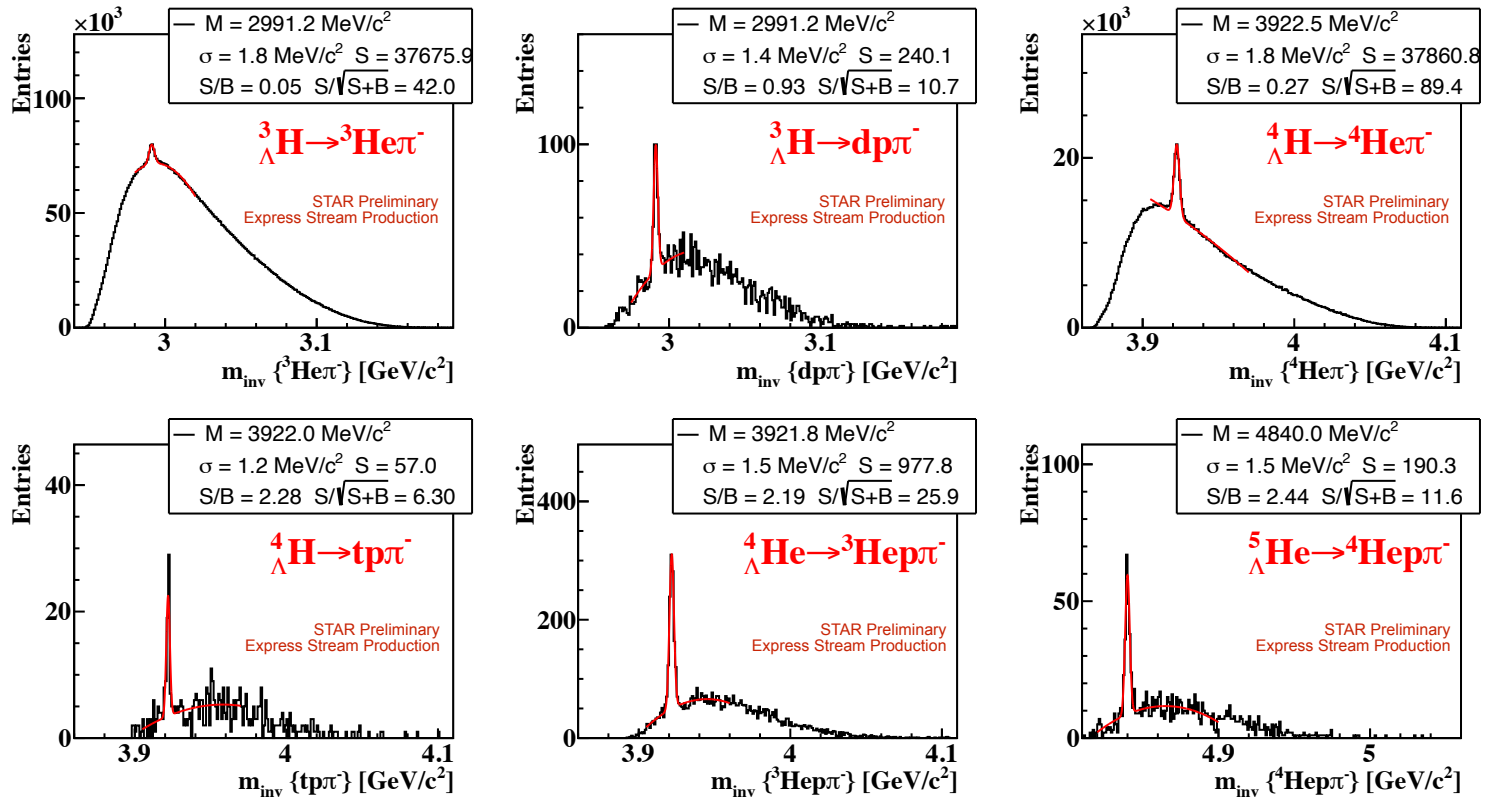 ×10³
Entries
M = 2991.2 MeV/c²
σ = 1.8 MeV/c² S = 37675.9
S/B = 0.05 S/√S+B = 42.0
³ΛH→³Heπ⁻
STAR Preliminary
Express Stream Production
100
50
0
3
3.1
m_inv {³Heπ⁻} [GeV/c²]
Entries
M = 2991.2 MeV/c²
σ = 1.4 MeV/c² S = 240.1
S/B = 0.93 S/√S+B = 10.7
³ΛH→dpπ⁻
STAR Preliminary
Express Stream Production
100
0
3
3.1
m_inv {dpπ⁻} [GeV/c²]
×10³
Entries
M = 3922.5 MeV/c²
σ = 1.8 MeV/c² S = 37860.8
S/B = 0.27 S/√S+B = 89.4
⁴ΛH→⁴Heπ⁻
STAR Preliminary
Express Stream Production
20
0
3.9
4
4.1
m_inv {⁴Heπ⁻} [GeV/c²]
Entries
M = 3922.0 MeV/c²
σ = 1.2 MeV/c² S = 57.0
S/B = 2.28 S/√S+B = 6.30
⁴ΛH→tpπ⁻
STAR Preliminary
Express Stream Production
40
20
0
3.9
4
4.1
m_inv {tpπ⁻} [GeV/c²]
Entries
M = 3921.8 MeV/c²
σ = 1.5 MeV/c² S = 977.8
S/B = 2.19 S/√S+B = 25.9
⁴ΛHe→³Hepπ⁻
STAR Preliminary
Express Stream Production
400
200
0
3.9
4
4.1
m_inv {³Hepπ⁻} [GeV/c²]
Entries
M = 4840.0 MeV/c²
σ = 1.5 MeV/c² S = 190.3
S/B = 2.44 S/√S+B = 11.6
⁵ΛHe→⁴Hepπ⁻
STAR Preliminary
Express Stream Production
100
50
0
4.9
5
m_inv {⁴Hepπ⁻} [GeV/c²]